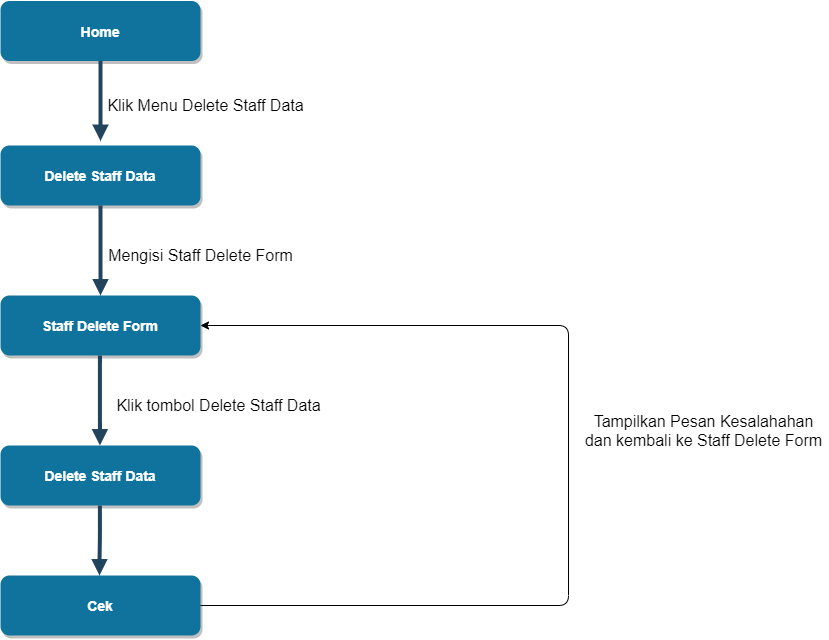 Home
Klik Menu Delete Staff Data
Delete Staff Data
Mengisi Staff Delete Form
Staff Delete Form
Klik tombol Delete Staff Data
Tampilkan Pesan Kesalahahan
dan kembali ke Staff Delete Form
Delete Staff Data
Cek